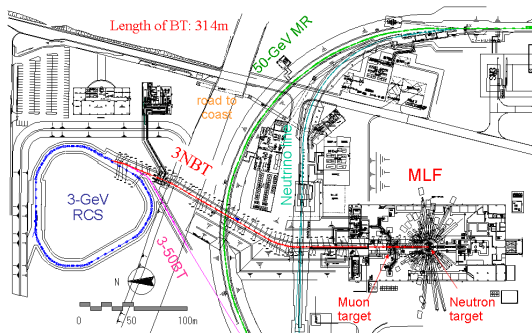 Length of BT: 314m
50-GeV MR
road to
coast
3NBT
Neutrino line
MLF
3-GeV
RCS
3-50BT
N
Muon
target
Neutron
target
0 50 100m